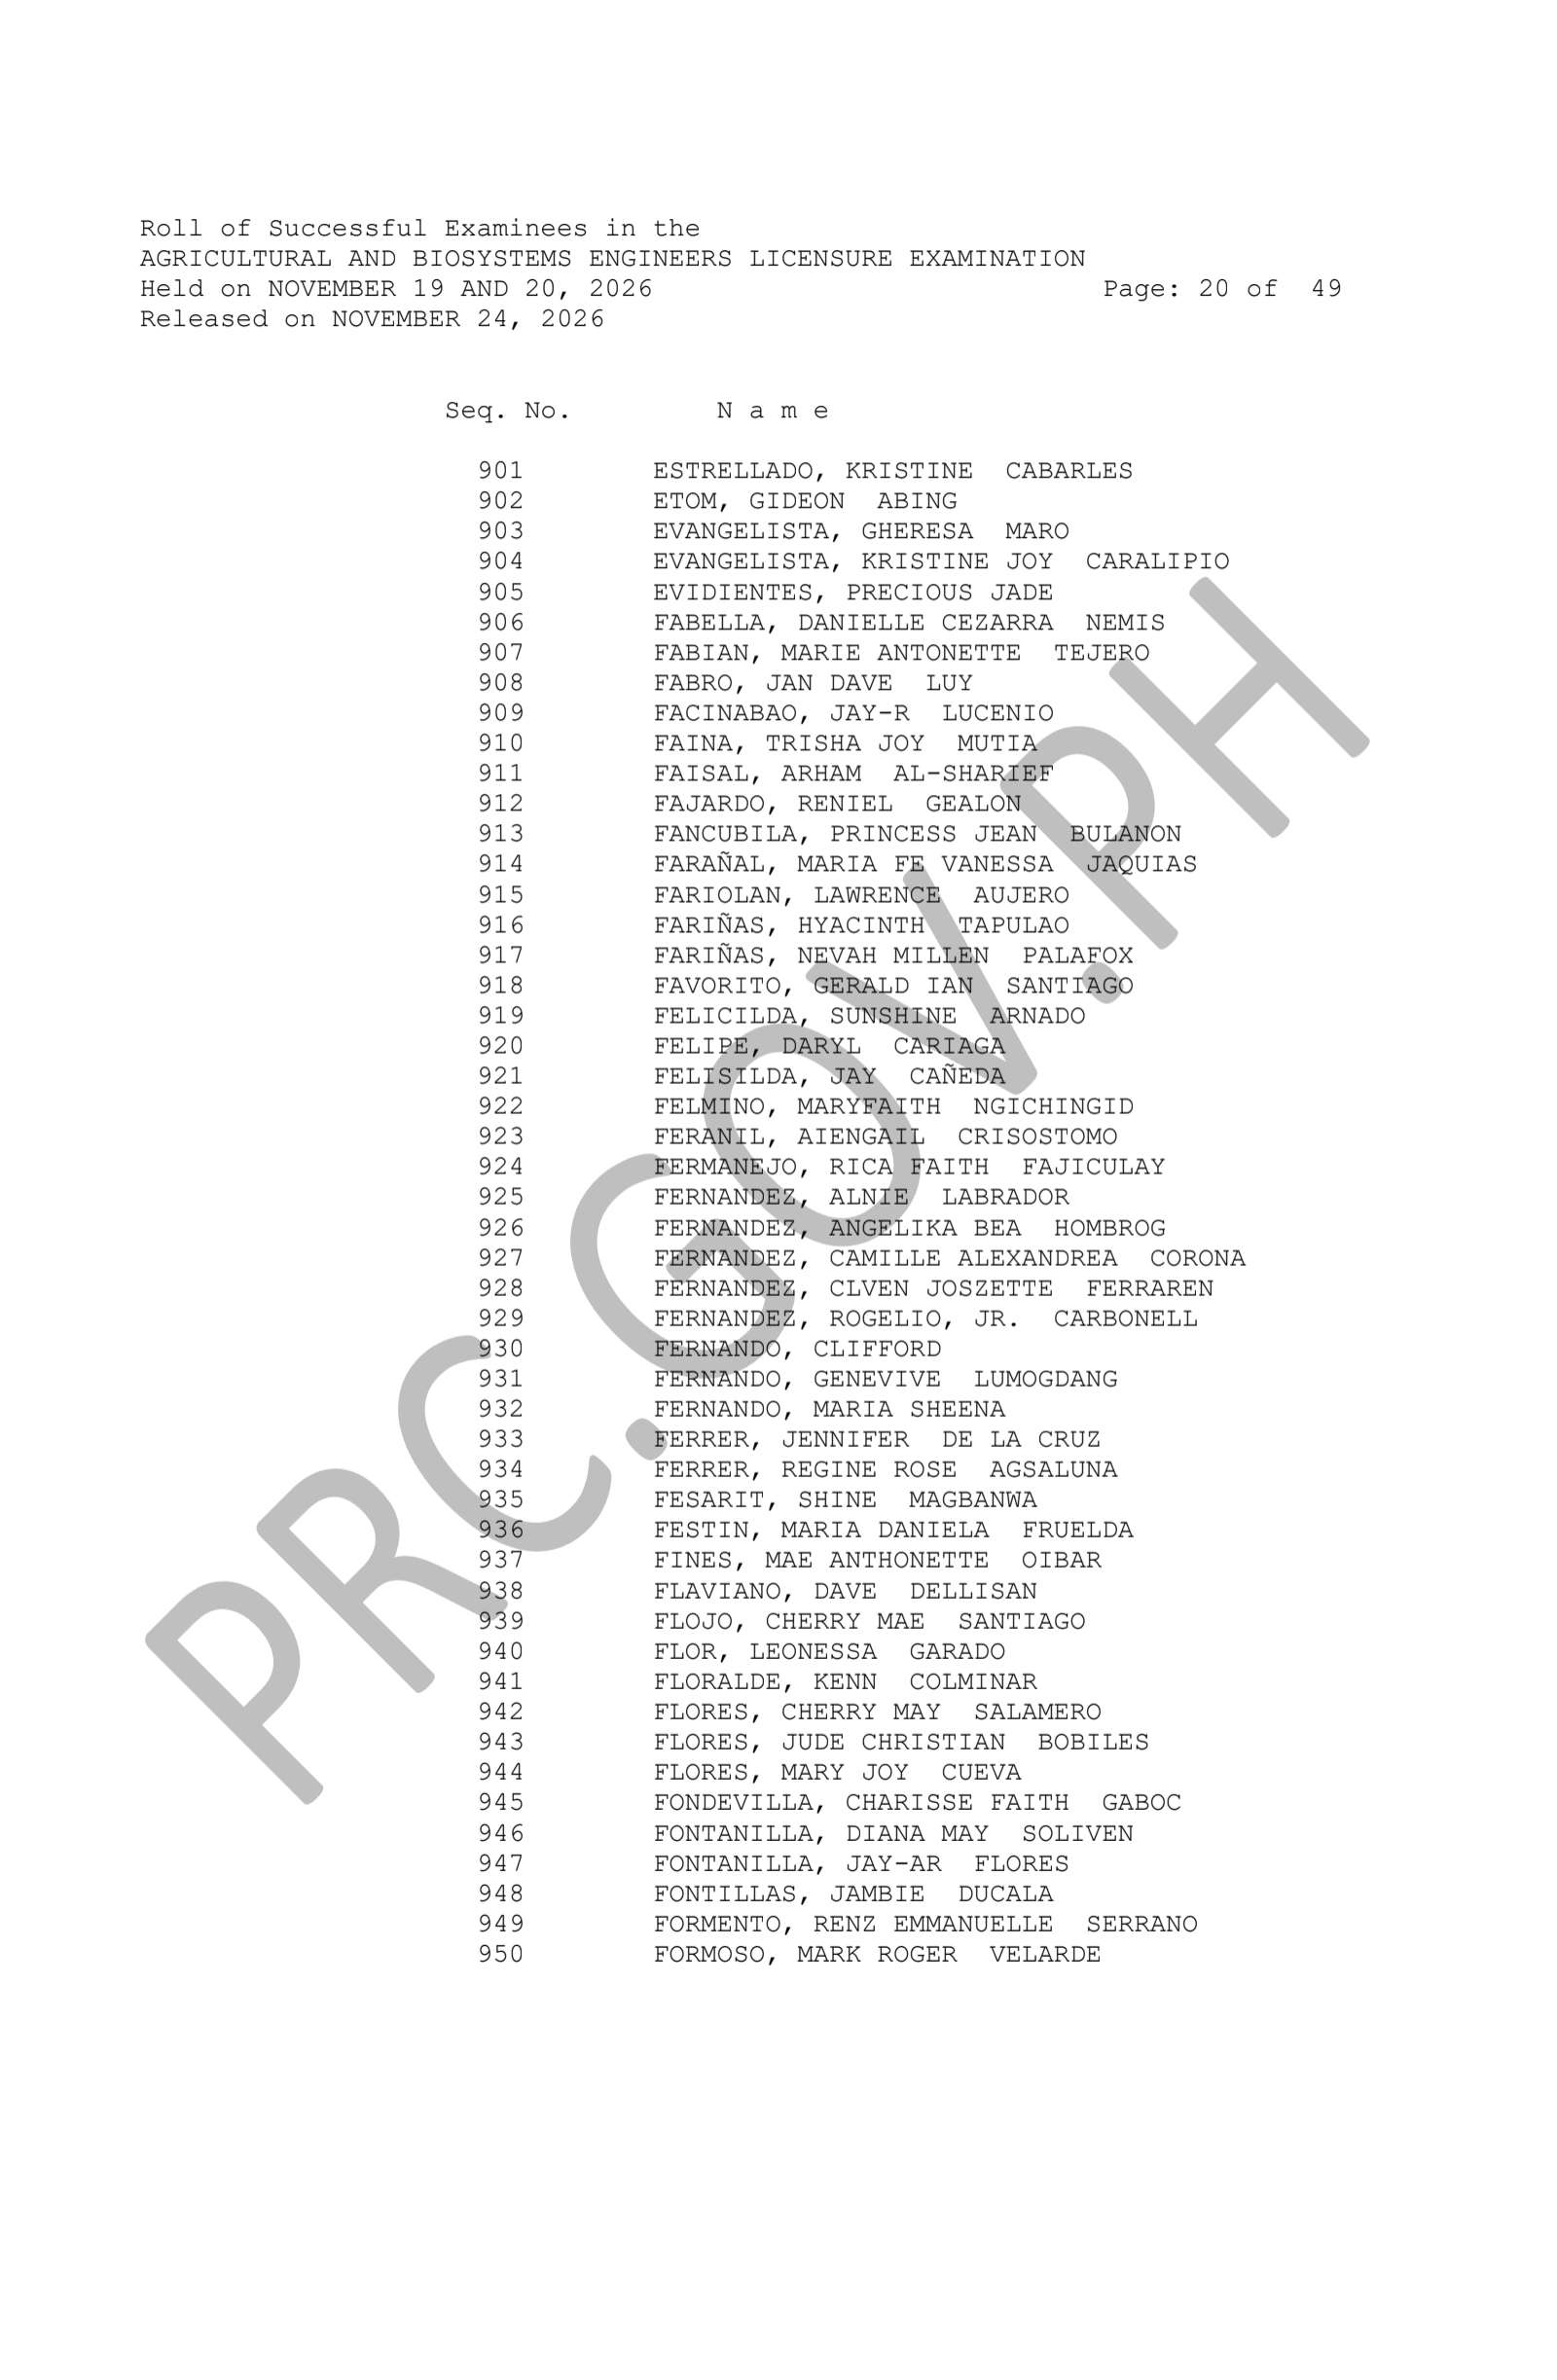 Roll of Successful Examinees in the
AGRICULTURAL AND BIOSYSTEMS ENGINEERS LICENSURE EXAMINATION
Held on NOVEMBER 19 AND 20, 2026 Page: 20 of 49
Released on NOVEMBER 24, 2026
Seq. No. N a m e
901 ESTRELLADO, KRISTINE CABARLES
902 ETOM, GIDEON ABING
903 EVANGELISTA, GHERESA MARO
904 EVANGELISTA, KRISTINE JOY CARALIPIO
905 EVIDIENTES, PRECIOUS JADE
906 FABELLA, DANIELLE CEZARRA NEMIS
907 FABIAN, MARIE ANTONETTE TEJERO
908 FABRO, JAN DAVE LUY
909 FACINABAO, JAY-R LUCENIO
910 FAINA, TRISHA JOY MUTIA
911 FAISAL, ARHAM AL-SHARIEF
912 FAJARDO, RENIEL GEALON
913 FANCUBILA, PRINCESS JEAN BULANON
914 FARAÑAL, MARIA FE VANESSA JAQUIAS
915 FARIOLAN, LAWRENCE AUJERO
916 FARIÑAS, HYACINTH TAPULAO
917 FARIÑAS, NEVAH MILLEN PALAFOX
918 FAVORITO, GERALD IAN SANTIAGO
919 FELICILDA, SUNSHINE ARNADO
920 FELIPE, DARYL CARIAGA
921 FELISILDA, JAY CAÑEDA
922 FELMINO, MARYFAITH NGICHINGID
923 FERANIL, AIENGAIL CRISOSTOMO
924 FERMANEJO, RICA FAITH FAJICULAY
925 FERNANDEZ, ALNIE LABRADOR
926 FERNANDEZ, ANGELIKA BEA HOMBROG
927 FERNANDEZ, CAMILLE ALEXANDREA CORONA
928 FERNANDEZ, CLVEN JOSZETTE FERRAREN
929 FERNANDEZ, ROGELIO, JR. CARBONELL
930 FERNANDO, CLIFFORD
931 FERNANDO, GENEVIVE LUMOGDANG
932 FERNANDO, MARIA SHEENA
933 FERRER, JENNIFER DE LA CRUZ
934 FERRER, REGINE ROSE AGSALUNA
935 FESARIT, SHINE MAGBANWA
936 FESTIN, MARIA DANIELA FRUELDA
937 FINES, MAE ANTHONETTE OIBAR
938 FLAVIANO, DAVE DELLISAN
939 FLOJO, CHERRY MAE SANTIAGO
940 FLOR, LEONESSA GARADO
941 FLORALDE, KENN COLMINAR
942 FLORES, CHERRY MAY SALAMERO
943 FLORES, JUDE CHRISTIAN BOBILES
944 FLORES, MARY JOY CUEVA
945 FONDEVILLA, CHARISSE FAITH GABOC
946 FONTANILLA, DIANA MAY SOLIVEN
947 FONTANILLA, JAY-AR FLORES
948 FONTILLAS, JAMBIE DUCALA
949 FORMENTO, RENZ EMMANUELLE SERRANO
950 FORMOSO, MARK ROGER VELARDE
PRC.GOV.PH